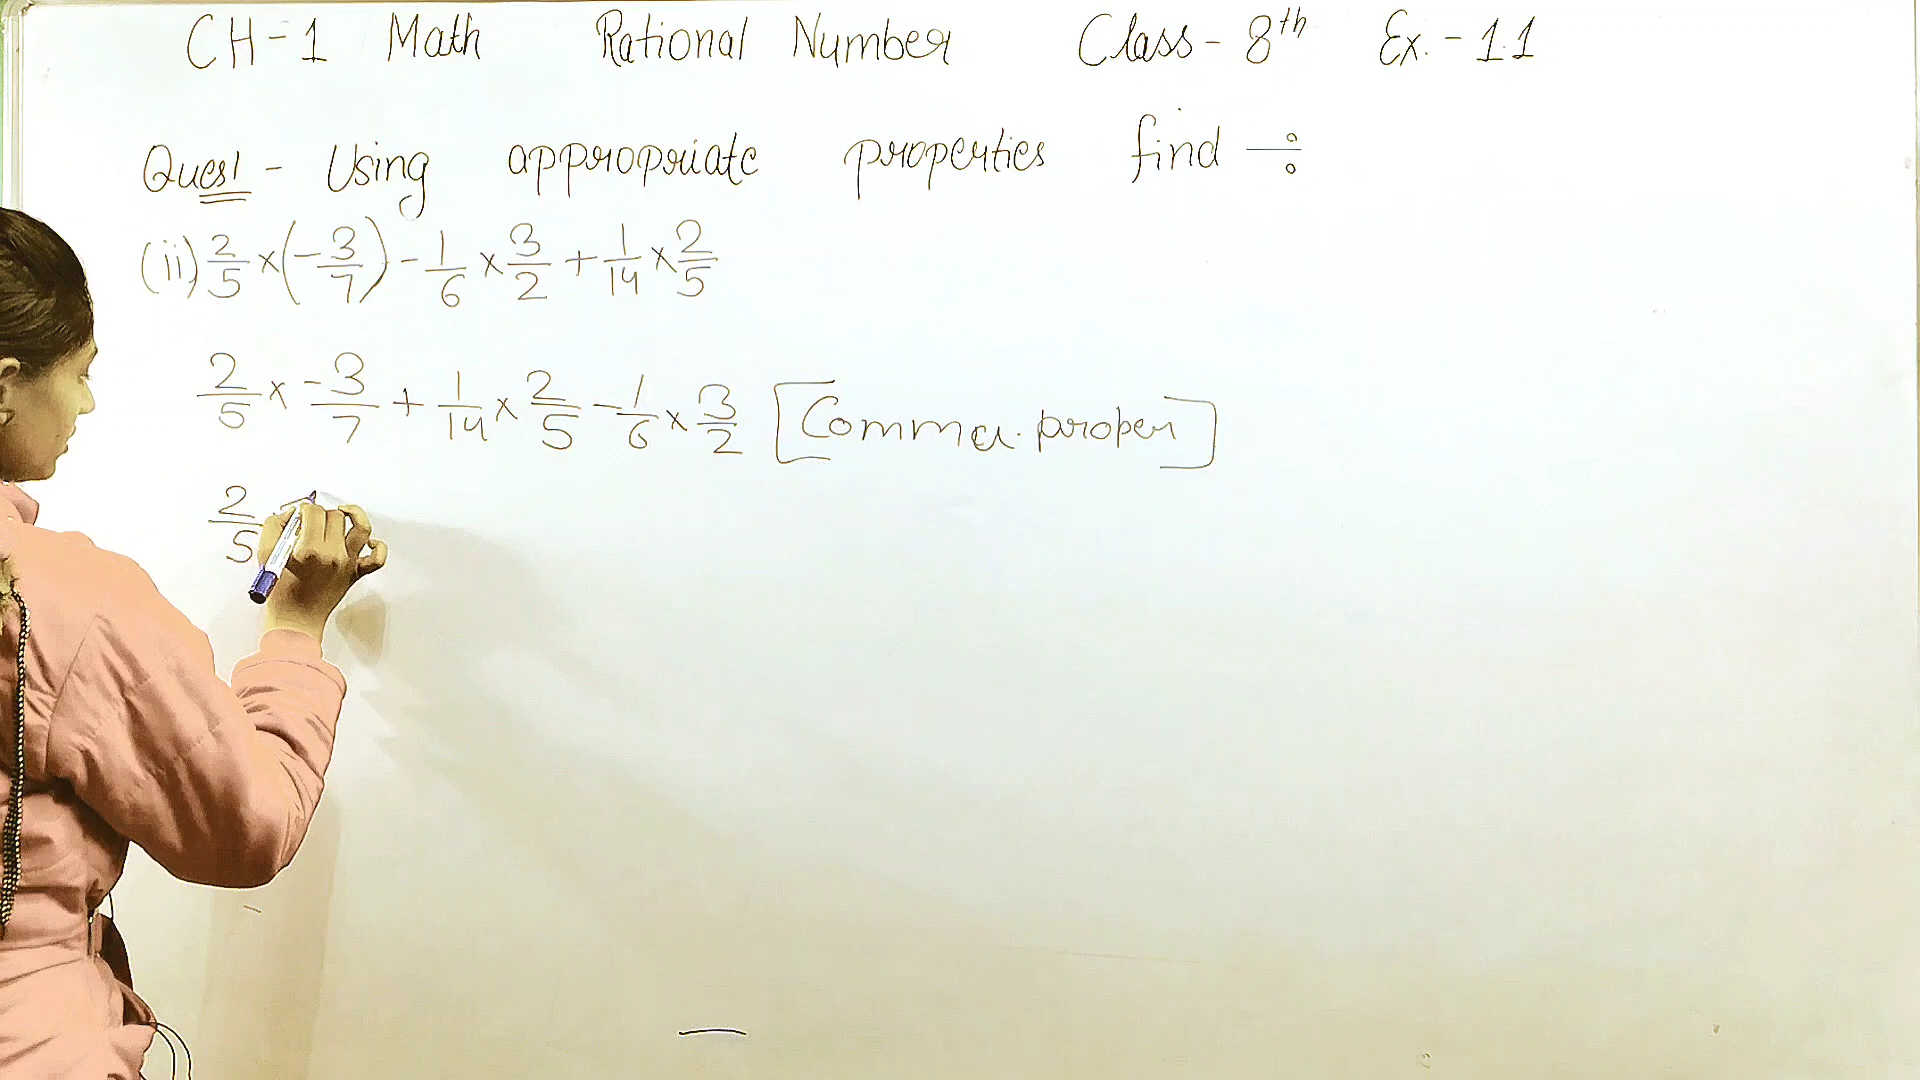 CH-1 Math Rational Number Class- 8th Ex.- 1.1
Ques1 - Using appropriate properties find ÷
(ii) 2/5 × (-3/7) - 1/6 × 3/2 + 1/14 × 2/5
2/5 × -3/7 + 1/14 × 2/5 - 1/6 × 3/2 [Commu. proper]
2/5